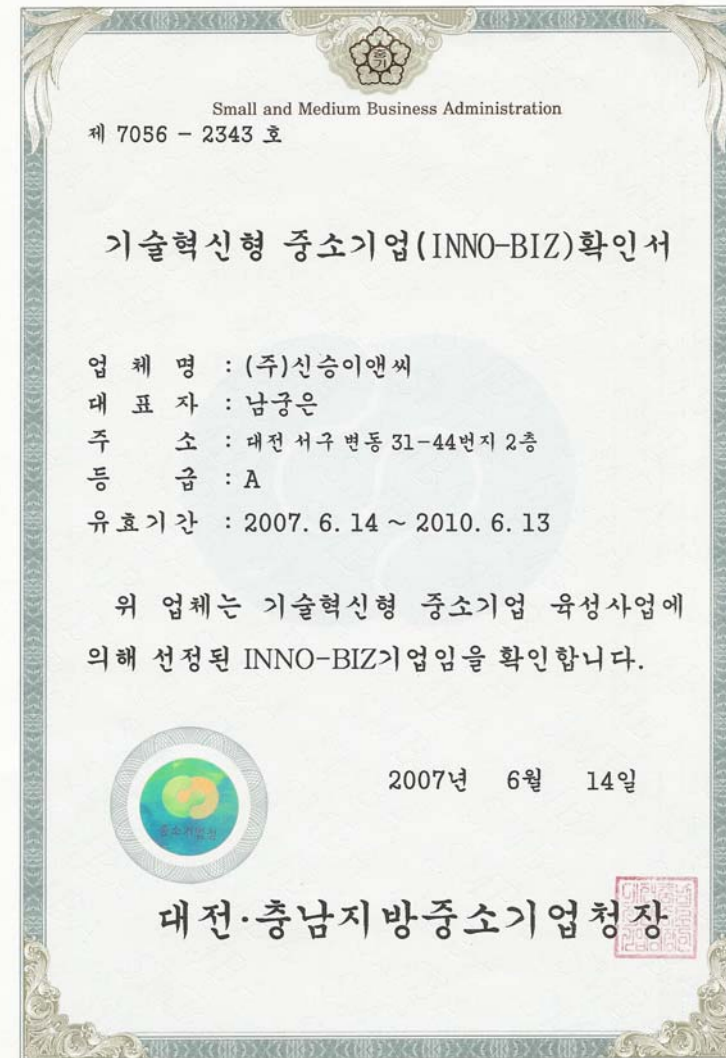 Small and Medium Business Administration
제 7056 - 2343 호
기술혁신형 중소기업(INNO-BIZ)확인서
업 체 명 : (주)신승이앤씨
대 표 자 : 남궁은
주 소 : 대전 서구 변동 31-44번지 2층
등 급 : A
유효기간 : 2007. 6. 14 ~ 2010. 6. 13
위 업체는 기술혁신형 중소기업 육성사업에
의해 선정된 INNO-BIZ기업임을 확인합니다.
2007년 6월 14일
중소기업청
대전·충남지방중소기업청장